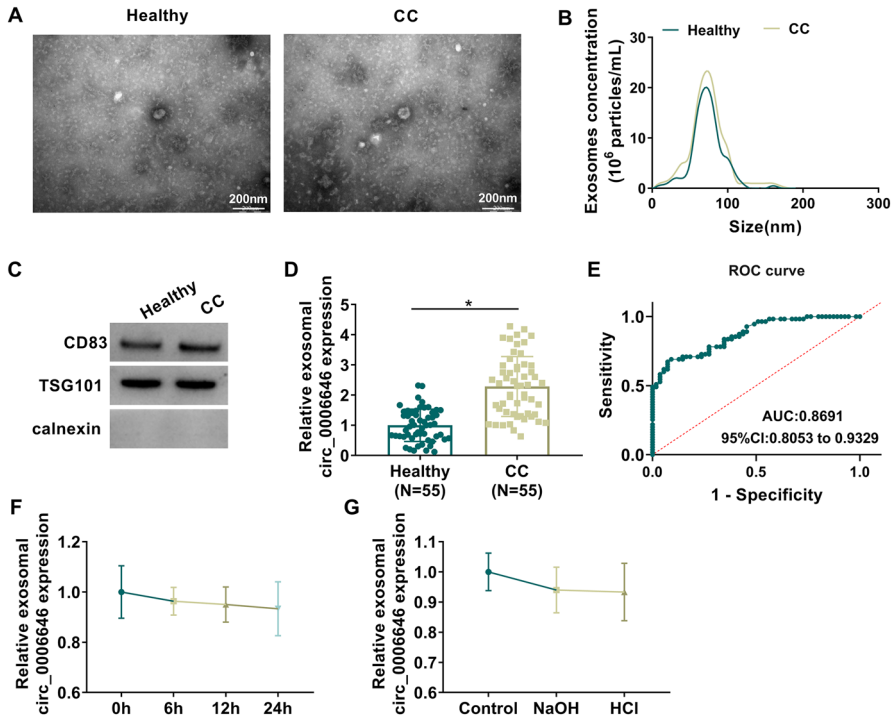 A
Healthy
CC
200nm
200nm
B
Healthy
CC
Exosomes concentration
(10⁶ particles/mL)
30
20
10
0
0
100
200
300
Size(nm)
C
Healthy
CC
CD83
TSG101
calnexin
D
Relative exosomal
circ_0006646 expression
*
5
4
3
2
1
0
Healthy
(N=55)
CC
(N=55)
E
ROC curve
Sensitivity
1.0
0.5
0.0
AUC:0.8691
95%CI:0.8053 to 0.9329
0.0
0.5
1.0
1 - Specificity
F
Relative exosomal
circ_0006646 expression
1.2
1.0
0.8
0.6
0h
6h
12h
24h
G
Relative exosomal
circ_0006646 expression
1.1
1.0
0.9
0.8
0.7
0.6
Control
NaOH
HCl